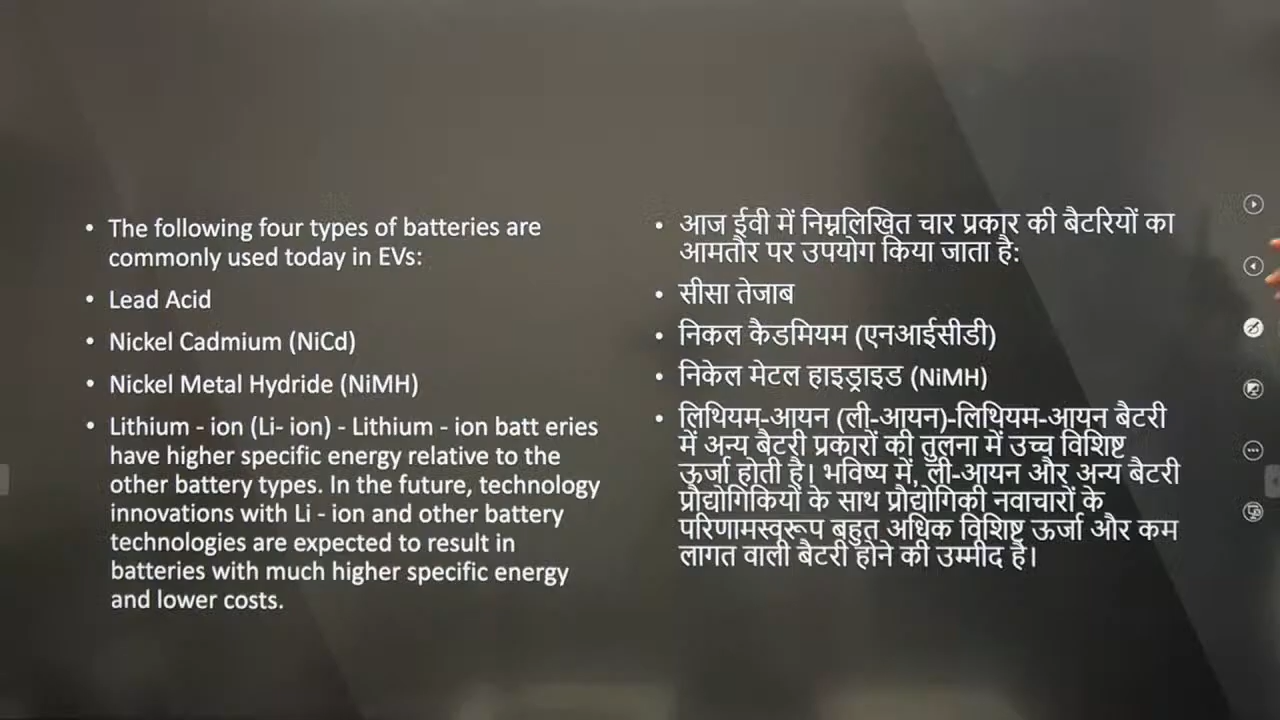 • The following four types of batteries are
commonly used today in EVs:
• Lead Acid
• Nickel Cadmium (NiCd)
• Nickel Metal Hydride (NiMH)
• Lithium - ion (Li- ion) - Lithium - ion batt eries
have higher specific energy relative to the
other battery types. In the future, technology
innovations with Li - ion and other battery
technologies are expected to result in
batteries with much higher specific energy
and lower costs.
• आज ईवी में निम्नलिखित चार प्रकार की बैटरियों का
आमतौर पर उपयोग किया जाता है:
• सीसा तेजाब
• निकल कैडमियम (एनआईसीडी)
• निकेल मेटल हाइड्राइड (NiMH)
• लिथियम-आयन (ली-आयन)-लिथियम-आयन बैटरी
में अन्य बैटरी प्रकारों की तुलना में उच्च विशिष्ट
ऊर्जा होती है। भविष्य में, ली-आयन और अन्य बैटरी
प्रौद्योगिकियों के साथ प्रौद्योगिकी नवाचारों के
परिणामस्वरूप बहुत अधिक विशिष्ट ऊर्जा और कम
लागत वाली बैटरी होने की उम्मीद है।